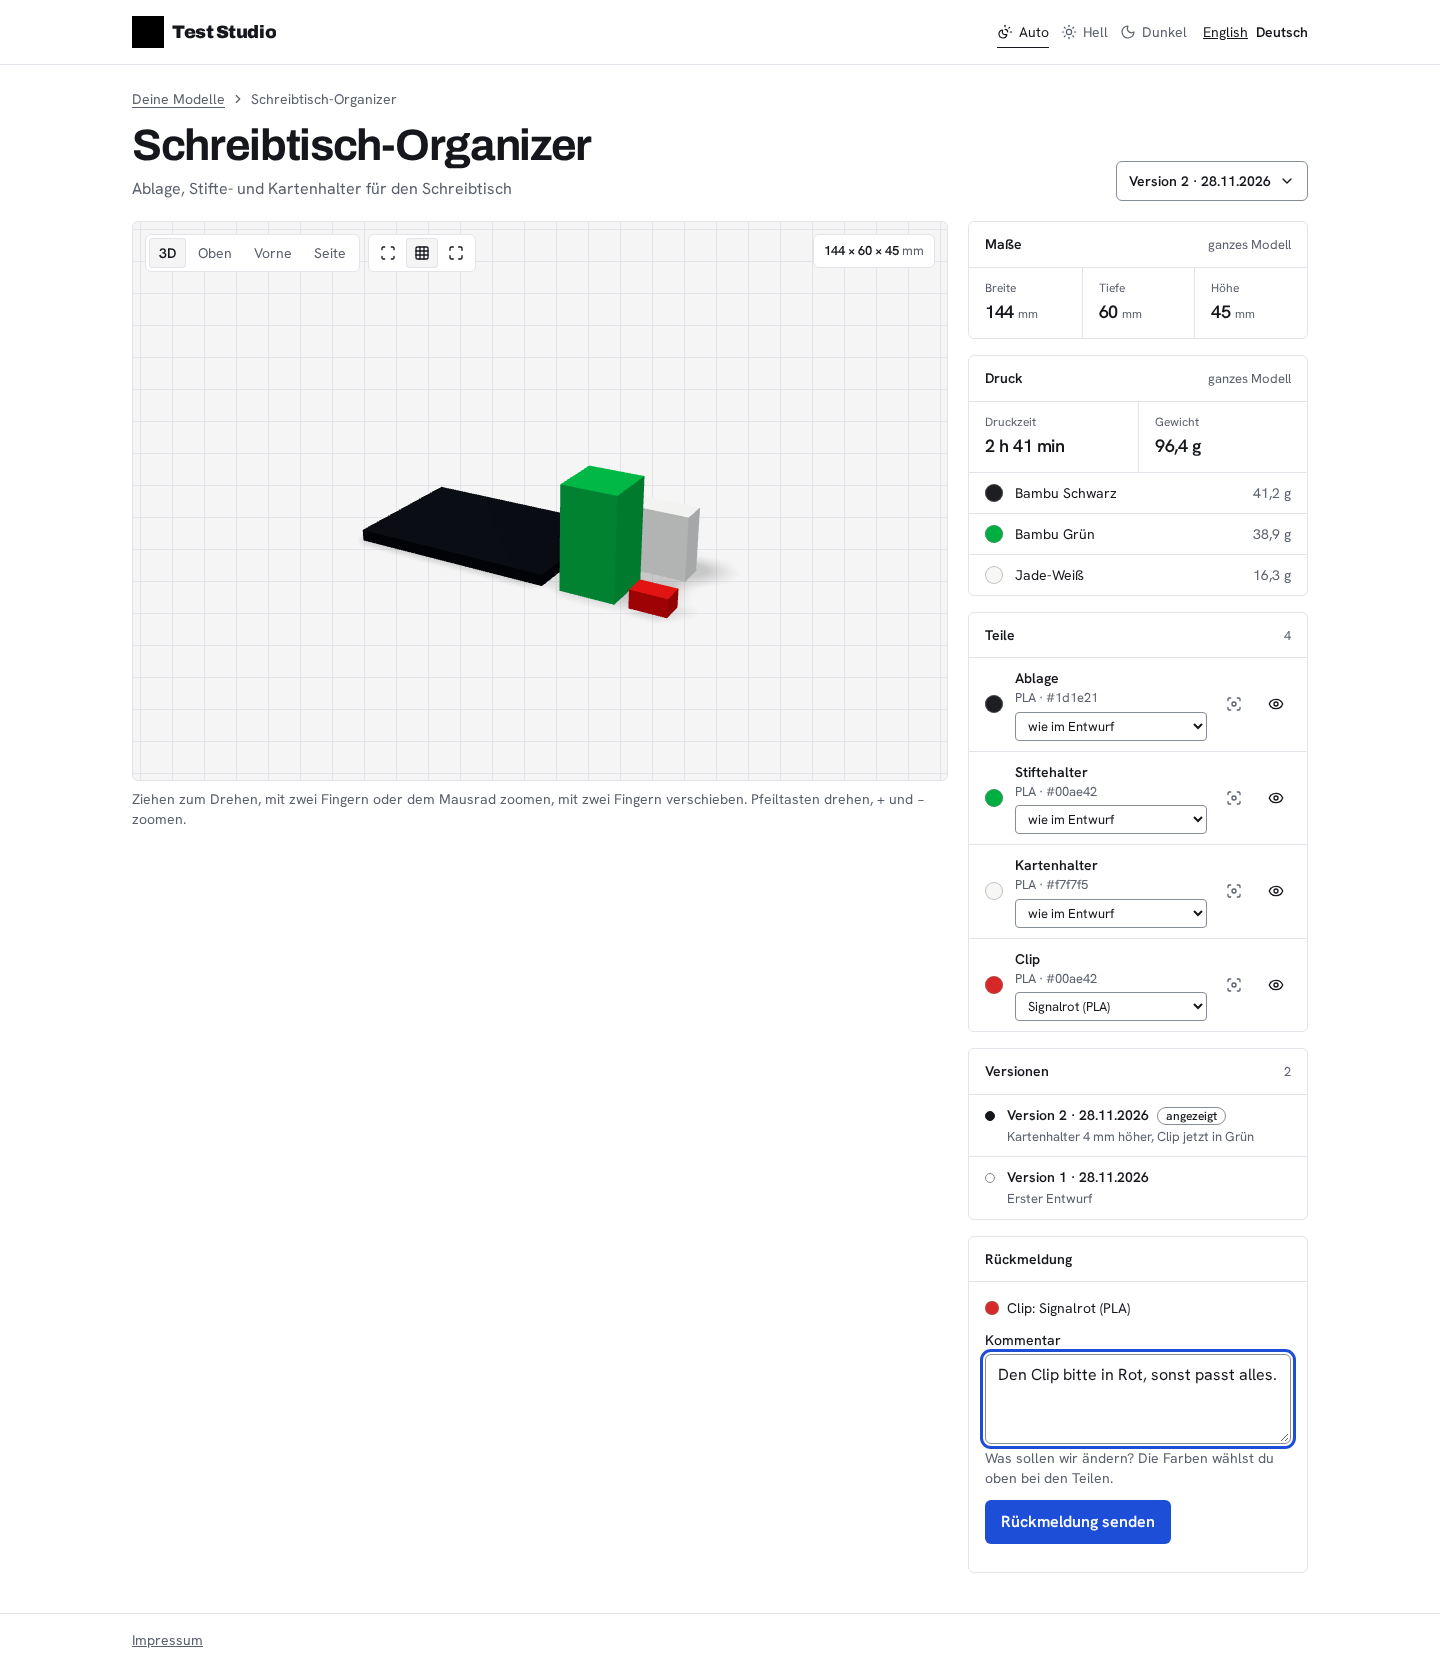 Test Studio
Auto
Hell
Dunkel
English
Deutsch
Deine Modelle
Schreibtisch-Organizer
Schreibtisch-Organizer
Ablage, Stifte- und Kartenhalter für den Schreibtisch
Version 2 · 28.11.2026
3D
Oben
Vorne
Seite
144 × 60 × 45 mm
Ziehen zum Drehen, mit zwei Fingern oder dem Mausrad zoomen, mit zwei Fingern verschieben. Pfeiltasten drehen, + und −
zoomen.
Maße
ganzes Modell
Breite
144 mm
Tiefe
60 mm
Höhe
45 mm
Druck
ganzes Modell
Druckzeit
2 h 41 min
Gewicht
96,4 g
Bambu Schwarz
41,2 g
Bambu Grün
38,9 g
Jade-Weiß
16,3 g
Teile
4
Ablage
PLA · #1d1e21
wie im Entwurf
Stiftehalter
PLA · #00ae42
wie im Entwurf
Kartenhalter
PLA · #f7f7f5
wie im Entwurf
Clip
PLA · #00ae42
Signalrot (PLA)
Versionen
2
Version 2 · 28.11.2026
angezeigt
Kartenhalter 4 mm höher, Clip jetzt in Grün
Version 1 · 28.11.2026
Erster Entwurf
Rückmeldung
Clip: Signalrot (PLA)
Kommentar
Den Clip bitte in Rot, sonst passt alles.
Was sollen wir ändern? Die Farben wählst du
oben bei den Teilen.
Rückmeldung senden
Impressum